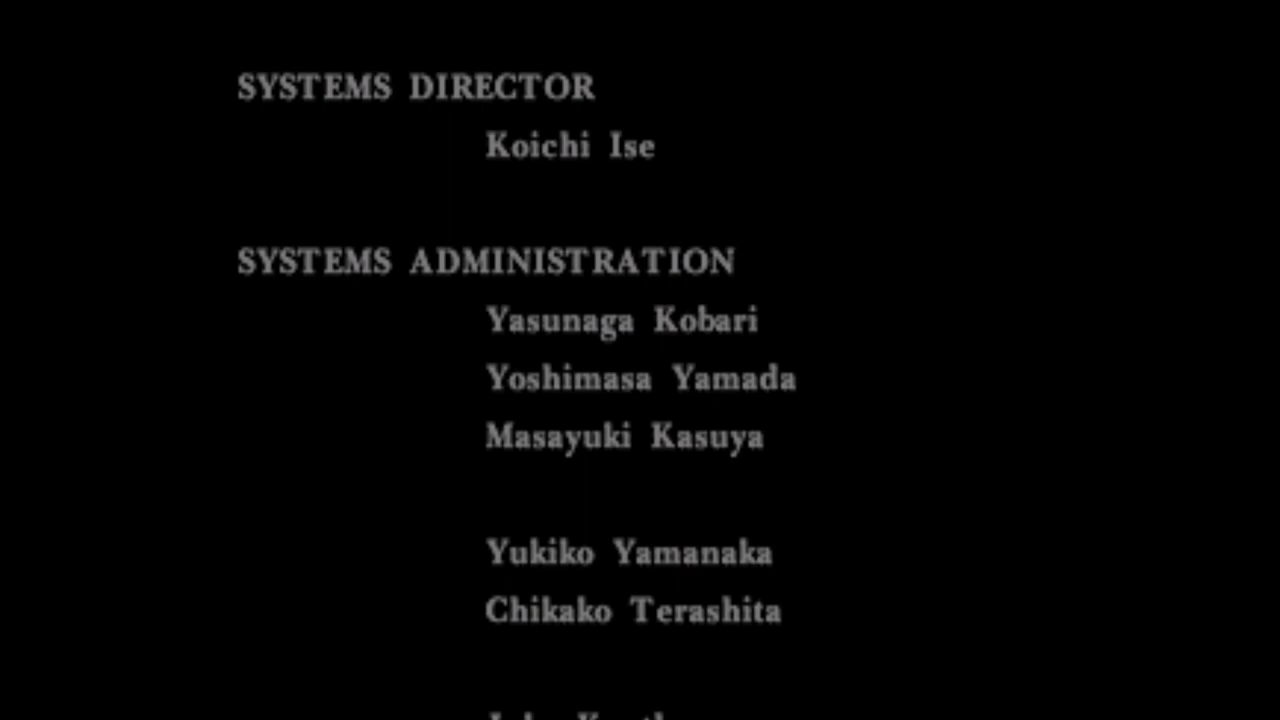 SYSTEMS DIRECTOR
Koichi Ise
SYSTEMS ADMINISTRATION
Yasunaga Kobari
Yoshimasa Yamada
Masayuki Kasuya
Yukiko Yamanaka
Chikako Terashita